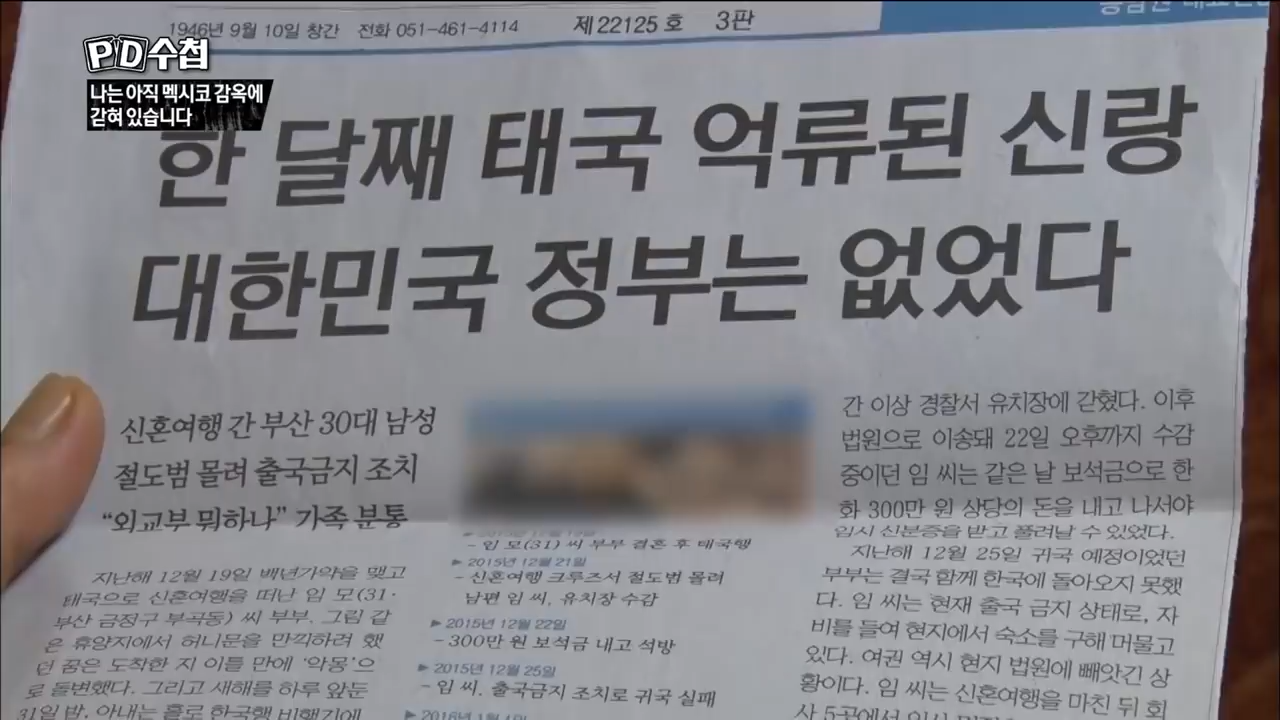 1946년 9월 10일 창간 전화 051-461-4114 제22125호 3판
PD수첩
나는 아직 멕시코 감옥에
갇혀 있습니다
한 달째 태국 억류된 신랑
대한민국 정부는 없었다
신혼여행 간 부산 30대 남성
절도범 몰려 출국금지 조치
“외교부 뭐하나” 가족 분통
지난해 12월 19일 백년가약을 맺고
태국으로 신혼여행을 떠난 임 모(31·
부산 금정구 부곡동) 씨 부부. 그림 같
은 휴양지에서 허니문을 만끽하려 했
던 꿈은 도착한 지 이틀 만에 ‘악몽’으
로 돌변했다. 그리고 새해를 하루 앞둔
31일 밤, 아내는 홀로 한국행 비행기에
- 임 모(31) 씨 부부 결혼 후 태국행
▶ 2015년 12월 21일
- 신혼여행 크루즈서 절도범 몰려
남편 임 씨, 유치장 수감
▶ 2015년 12월 22일
- 300만 원 보석금 내고 석방
▶ 2015년 12월 25일
- 임 씨, 출국금지 조치로 귀국 실패
간 이상 경찰서 유치장에 갇혔다. 이후
법원으로 이송돼 22일 오후까지 수감
중이던 임 씨는 같은 날 보석금으로 한
화 300만 원 상당의 돈을 내고 나서야
임시 신분증을 받고 풀려날 수 있었다.
지난해 12월 25일 귀국 예정이었던
부부는 결국 함께 한국에 돌아오지 못했
다. 임 씨는 현재 출국 금지 상태로, 자
비를 들여 현지에서 숙소를 구해 머물고
있다. 여권 역시 현지 법원에 빼앗긴 상
황이다. 임 씨는 신혼여행을 마친 뒤 회